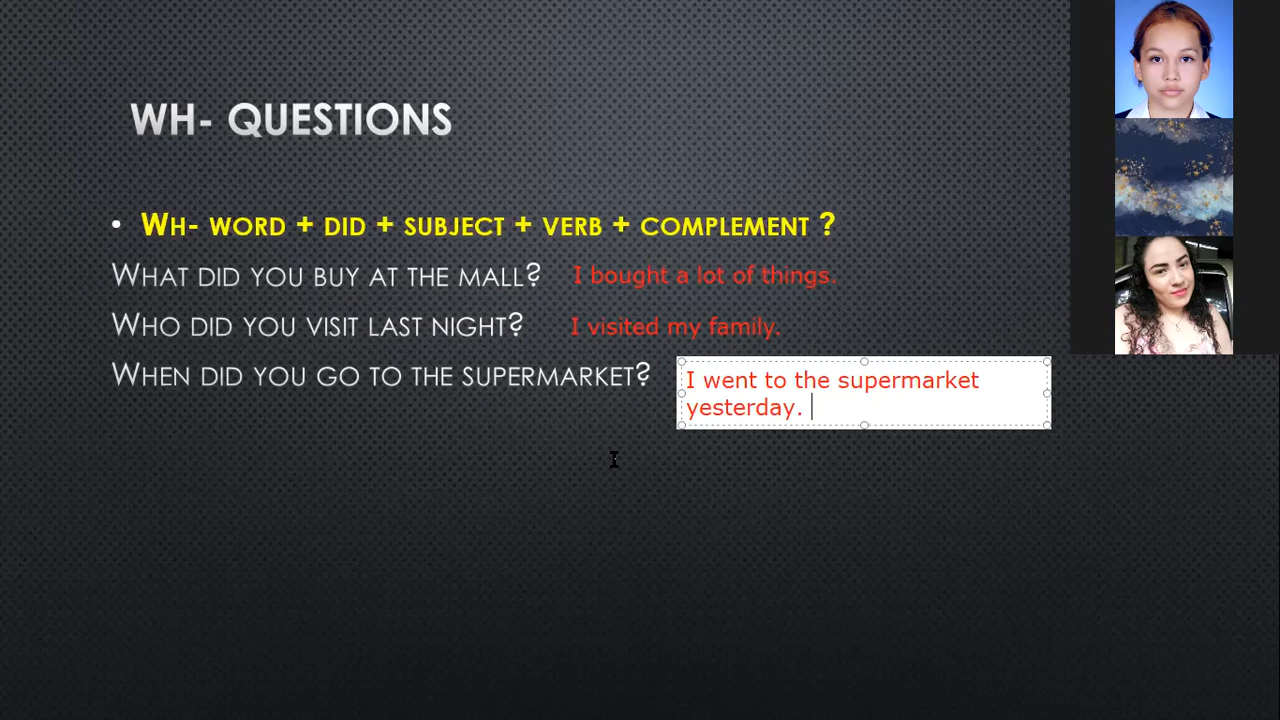 WH- QUESTIONS
• WH- WORD + DID + SUBJECT + VERB + COMPLEMENT ?
WHAT DID YOU BUY AT THE MALL? I bought a lot of things.
WHO DID YOU VISIT LAST NIGHT? I visited my family.
WHEN DID YOU GO TO THE SUPERMARKET? I went to the supermarket
yesterday.